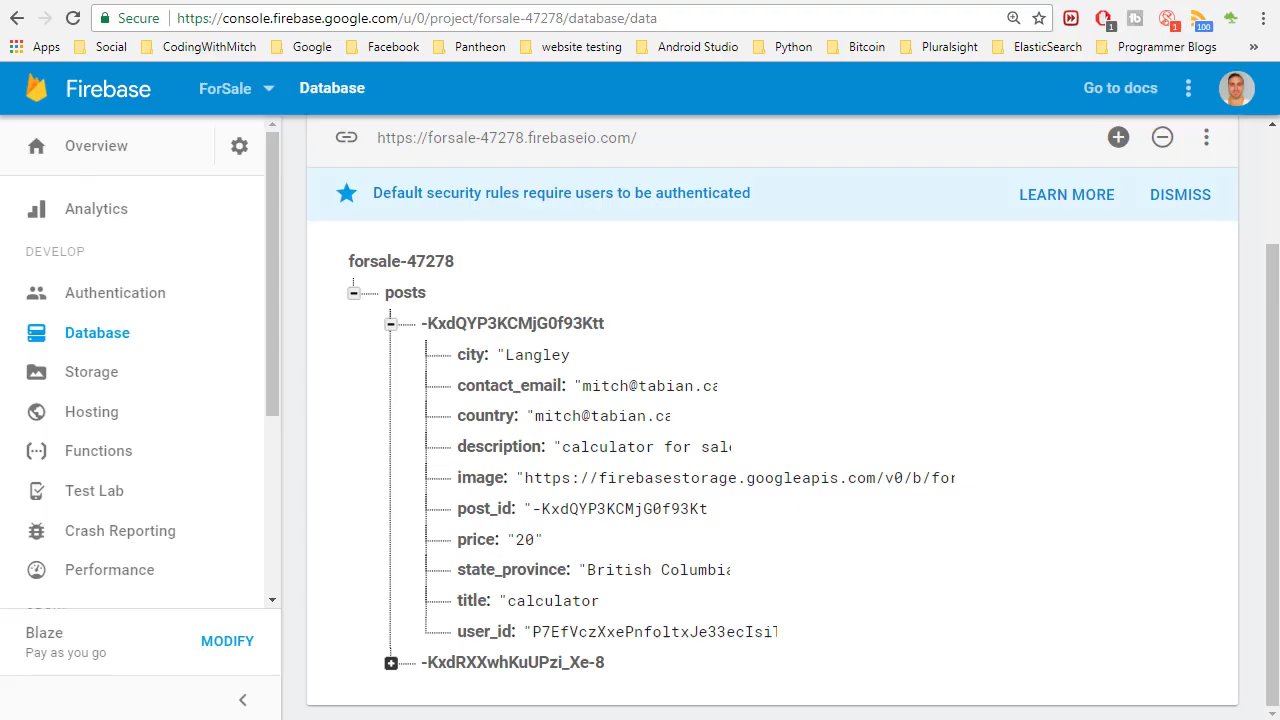 Secure https://console.firebase.google.com/u/0/project/forsale-47278/database/data
1 1 100
Apps Social CodingWithMitch Google Facebook Pantheon website testing Android Studio Python Bitcoin Pluralsight ElasticSearch Programmer Blogs »
Firebase ForSale Database Go to docs
Overview
Analytics
DEVELOP
Authentication
Database
Storage
Hosting
Functions
Test Lab
Crash Reporting
Performance
Blaze
Pay as you go
MODIFY
https://forsale-47278.firebaseio.com/
Default security rules require users to be authenticated LEARN MORE DISMISS
forsale-47278
posts
-KxdQYP3KCMjG0f93Ktt
city: "Langley
contact_email: "mitch@tabian.ca
country: "mitch@tabian.ca
description: "calculator for sale
image: "https://firebasestorage.googleapis.com/v0/b/for
post_id: "-KxdQYP3KCMjG0f93Kt
price: "20"
state_province: "British Columbia
title: "calculator
user_id: "P7EfVczXxePnfoltxJe33ecIsiT
-KxdRXXwhKuUPzi_Xe-8